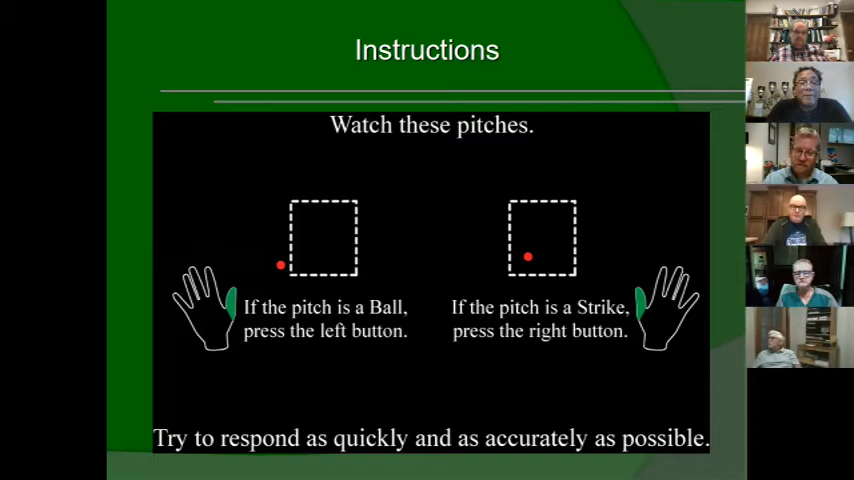 Instructions
Watch these pitches.
If the pitch is a Ball,
press the left button.
If the pitch is a Strike,
press the right button.
Try to respond as quickly and as accurately as possible.